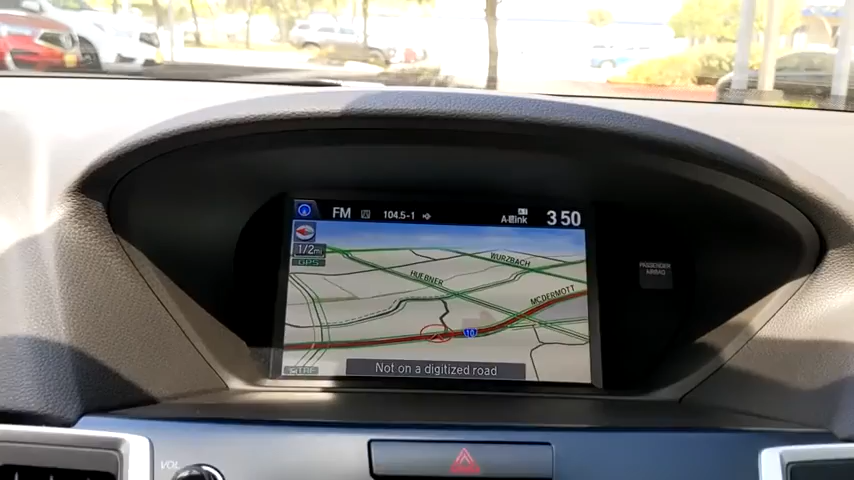 FM 104.5-1 A-Link 3 50
1/2mi
GPS
WURZBACH
HUEBNER
MCDERMOTT
10
Not on a digitized road
PASSENGER
AIRBAG
VOL